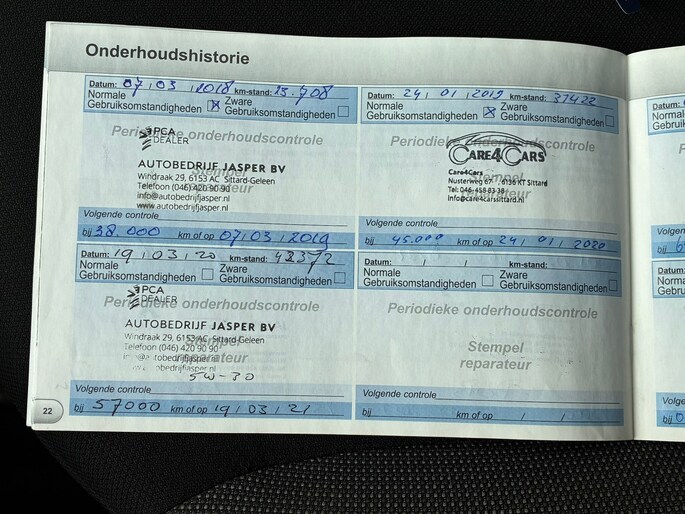 Onderhoudshistorie
Datum: 07 / 03 / 2018 km-stand: 23.708
Normale Gebruiksomstandigheden X Zware Gebruiksomstandigheden
Periodieke onderhoudscontrole
PCA DEALER
AUTOBEDRIJF JASPER BV
Windraak 29, 6153 AC Sittard-Geleen
Telefoon (046) 420 90 90
info@autobedrijfjasper.nl
www.autobedrijfjasper.nl
Volgende controle
bij 38.000 km of op 07 / 03 / 2019
Datum: 24 / 01 / 2019 km-stand: 31422
Normale Gebruiksomstandigheden X Zware Gebruiksomstandigheden
Periodieke onderhoudscontrole
CARE4CARS
Care4Cars
Nusterweg 67, 6136 KT Sittard
Tel: 046 458 83 38
info@care4carssittard.nl
Volgende controle
bij 45.000 km of op 24 / 01 / 2020
Datum: 19 / 03 / 20 km-stand: 48372
Normale Gebruiksomstandigheden Zware Gebruiksomstandigheden
Periodieke onderhoudscontrole
PCA DEALER
AUTOBEDRIJF JASPER BV
Windraak 29, 6153 AC Sittard-Geleen
Telefoon (046) 420 90 90
Stempel reparateur
5W-30
Volgende controle
bij 57000 km of op 19 / 03 / 21
Datum: / / km-stand:
Normale Gebruiksomstandigheden Zware Gebruiksomstandigheden
Periodieke onderhoudscontrole
Stempel
reparateur
Volgende controle
bij km of op / /
22